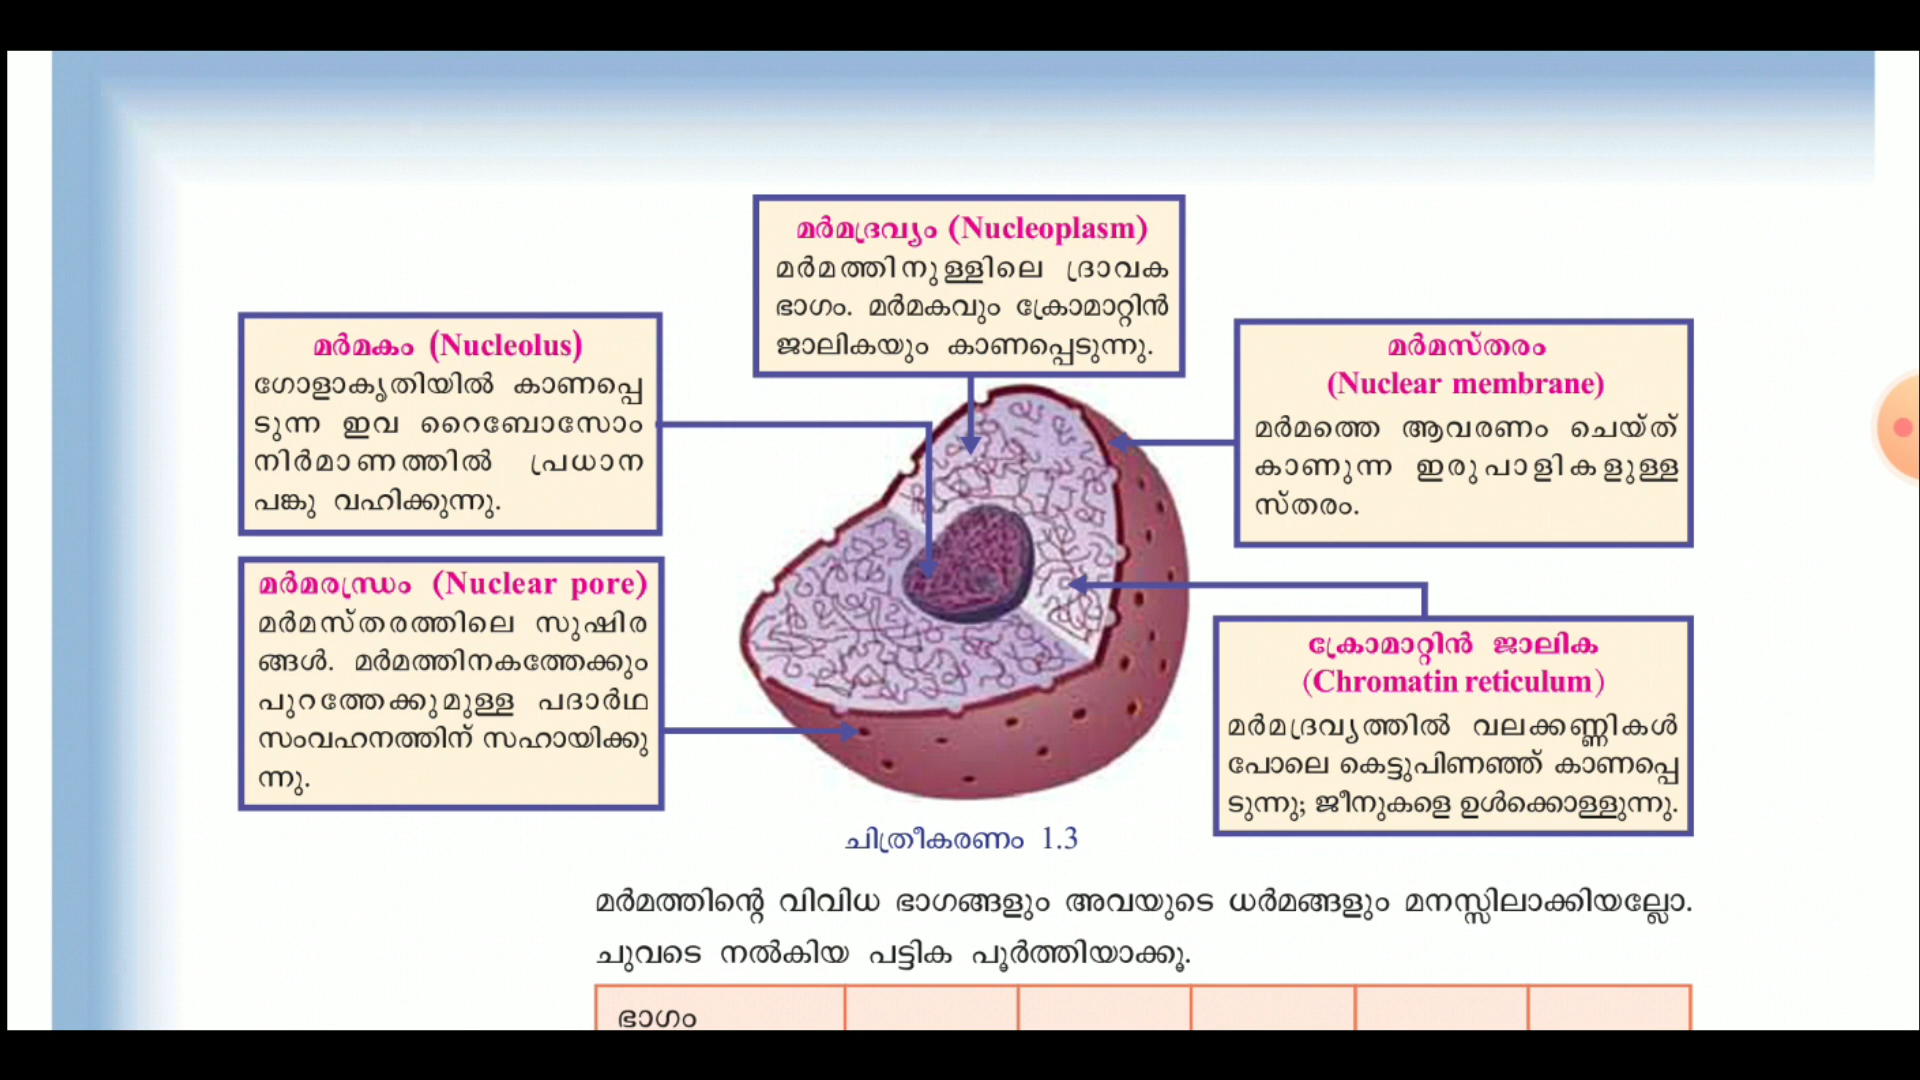 മർമദ്രവ്യം (Nucleoplasm)
മർമത്തിനുള്ളിലെ ദ്രാവക
ഭാഗം. മർമകവും ക്രോമാറ്റിൻ
ജാലികയും കാണപ്പെടുന്നു.
മർമകം (Nucleolus)
ഗോളാകൃതിയിൽ കാണപ്പെ
ടുന്ന ഇവ റൈബോസോം
നിർമാണത്തിൽ പ്രധാന
പങ്കു വഹിക്കുന്നു.
മർമസ്തരം
(Nuclear membrane)
മർമത്തെ ആവരണം ചെയ്ത്
കാണുന്ന ഇരുപാളികളുള്ള
സ്തരം.
മർമരന്ധ്രം (Nuclear pore)
മർമസ്തരത്തിലെ സുഷിര
ങ്ങൾ. മർമത്തിനകത്തേക്കും
പുറത്തേക്കുമുള്ള പദാർഥ
സംവഹനത്തിന് സഹായിക്കു
ന്നു.
ക്രോമാറ്റിൻ ജാലിക
(Chromatin reticulum)
മർമദ്രവ്യത്തിൽ വലക്കണ്ണികൾ
പോലെ കെട്ടുപിണഞ്ഞ് കാണപ്പെ
ടുന്നു; ജീനുകളെ ഉൾക്കൊള്ളുന്നു.
ചിത്രീകരണം 1.3
മർമത്തിന്റെ വിവിധ ഭാഗങ്ങളും അവയുടെ ധർമങ്ങളും മനസ്സിലാക്കിയല്ലോ.
ചുവടെ നൽകിയ പട്ടിക പൂർത്തിയാക്കൂ.
ഭാഗം